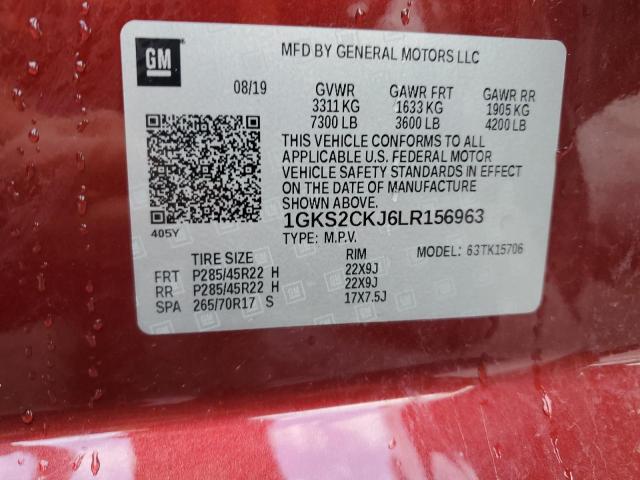 GM
MFD BY GENERAL MOTORS LLC
08/19 GVWR GAWR FRT GAWR RR
3311 KG 1633 KG 1905 KG
7300 LB 3600 LB 4200 LB
THIS VEHICLE CONFORMS TO ALL
APPLICABLE U.S. FEDERAL MOTOR
VEHICLE SAFETY STANDARDS IN EFFECT
ON THE DATE OF MANUFACTURE
SHOWN ABOVE.
1GKS2CKJ6LR156963
405Y
TYPE: M.P.V. MODEL: 63TK15706
TIRE SIZE RIM
FRT P285/45R22 H 22X9J
RR P285/45R22 H 22X9J
SPA 265/70R17 S 17X7.5J